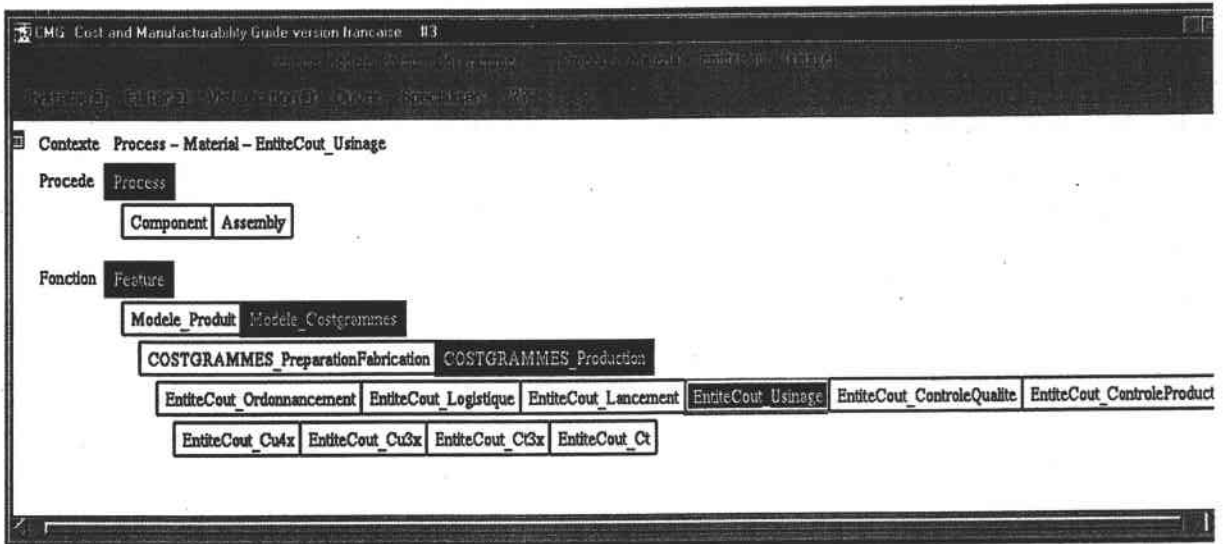 CMG Cost and Manufacturability Guide version francaise #3
Contexte Process – Material – EntiteCout_Usinage
Procede Process
Component Assembly
Fonction Feature
Modele_Produit Modele_Costgrammes
COSTGRAMMES_PreparationFabrication COSTGRAMMES_Production
EntiteCout_Ordonnancement EntiteCout_Logistique EntiteCout_Lancement EntiteCout_Usinage EntiteCout_ControleQualite EntiteCout_ControleProduct
EntiteCout_Cu4x EntiteCout_Cu3x EntiteCout_Ct3x EntiteCout_Ct